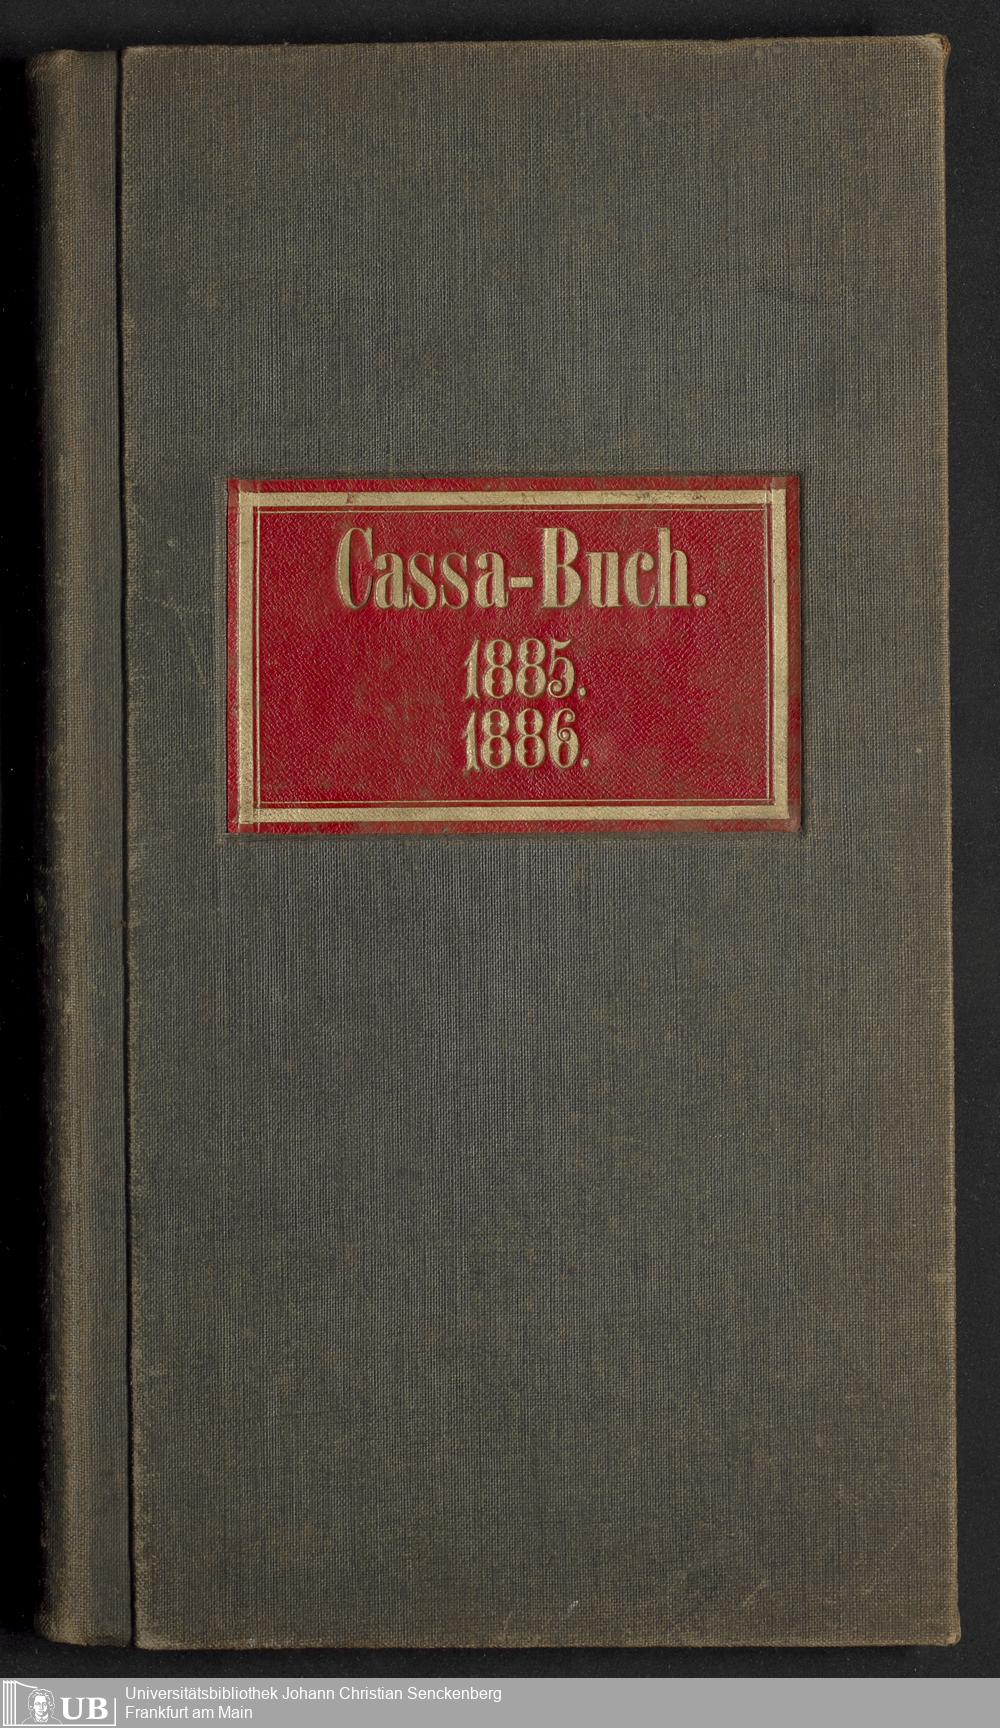 Cassa-Buch.
1885.
1886.
UB
Universitätsbibliothek Johann Christian Senckenberg
Frankfurt am Main